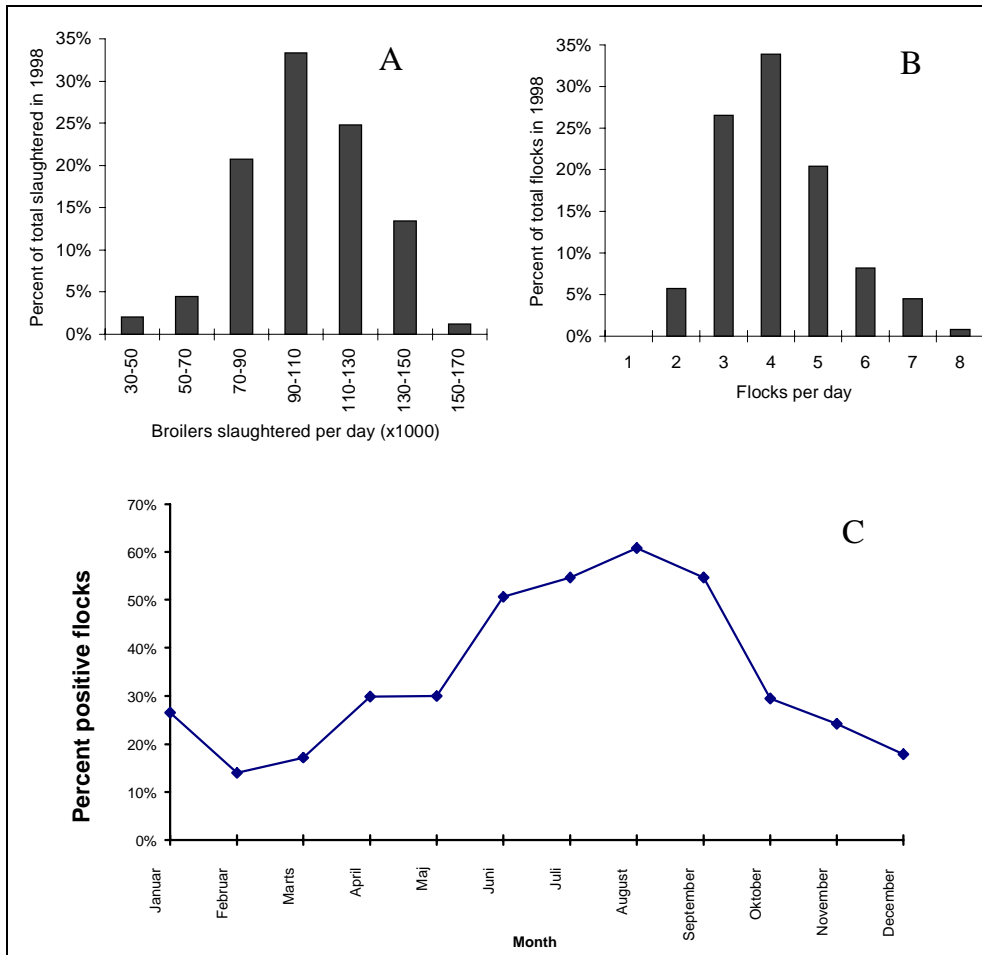 A
Percent of total slaughtered in 1998
35%
30%
25%
20%
15%
10%
5%
0%
30-50
50-70
70-90
90-110
110-130
130-150
150-170
Broilers slaughtered per day (x1000)
B
Percent of total flocks in 1998
35%
30%
25%
20%
15%
10%
5%
0%
1 2 3 4 5 6 7 8
Flocks per day
C
Percent positive flocks
70%
60%
50%
40%
30%
20%
10%
0%
Januar
Februar
Marts
April
Maj
Juni
Juli
August
September
Oktober
November
December
Month